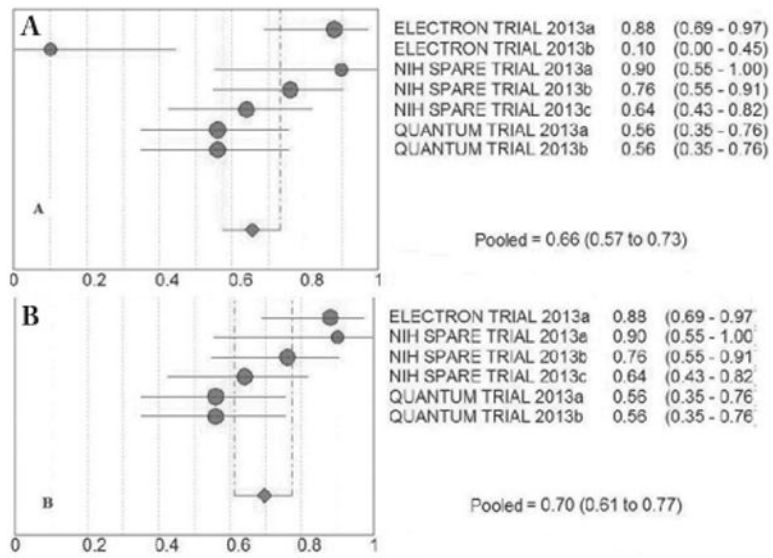 A
ELECTRON TRIAL 2013a 0.88 (0.69 - 0.97)
ELECTRON TRIAL 2013b 0.10 (0.00 - 0.45)
NIH SPARE TRIAL 2013a 0.90 (0.55 - 1.00)
NIH SPARE TRIAL 2013b 0.76 (0.55 - 0.91)
NIH SPARE TRIAL 2013c 0.64 (0.43 - 0.82)
QUANTUM TRIAL 2013a 0.56 (0.35 - 0.76)
QUANTUM TRIAL 2013b 0.56 (0.35 - 0.76)
A
Pooled = 0.66 (0.57 to 0.73)
0 0.2 0.4 0.6 0.8 1
B
ELECTRON TRIAL 2013a 0.88 (0.69 - 0.97
NIH SPARE TRIAL 2013a 0.90 (0.55 - 1.00
NIH SPARE TRIAL 2013b 0.76 (0.55 - 0.91
NIH SPARE TRIAL 2013c 0.64 (0.43 - 0.82
QUANTUM TRIAL 2013a 0.56 (0.35 - 0.76
QUANTUM TRIAL 2013b 0.56 (0.35 - 0.76
B
Pooled = 0.70 (0.61 to 0.77)
0 0.2 0.4 0.6 0.8 1